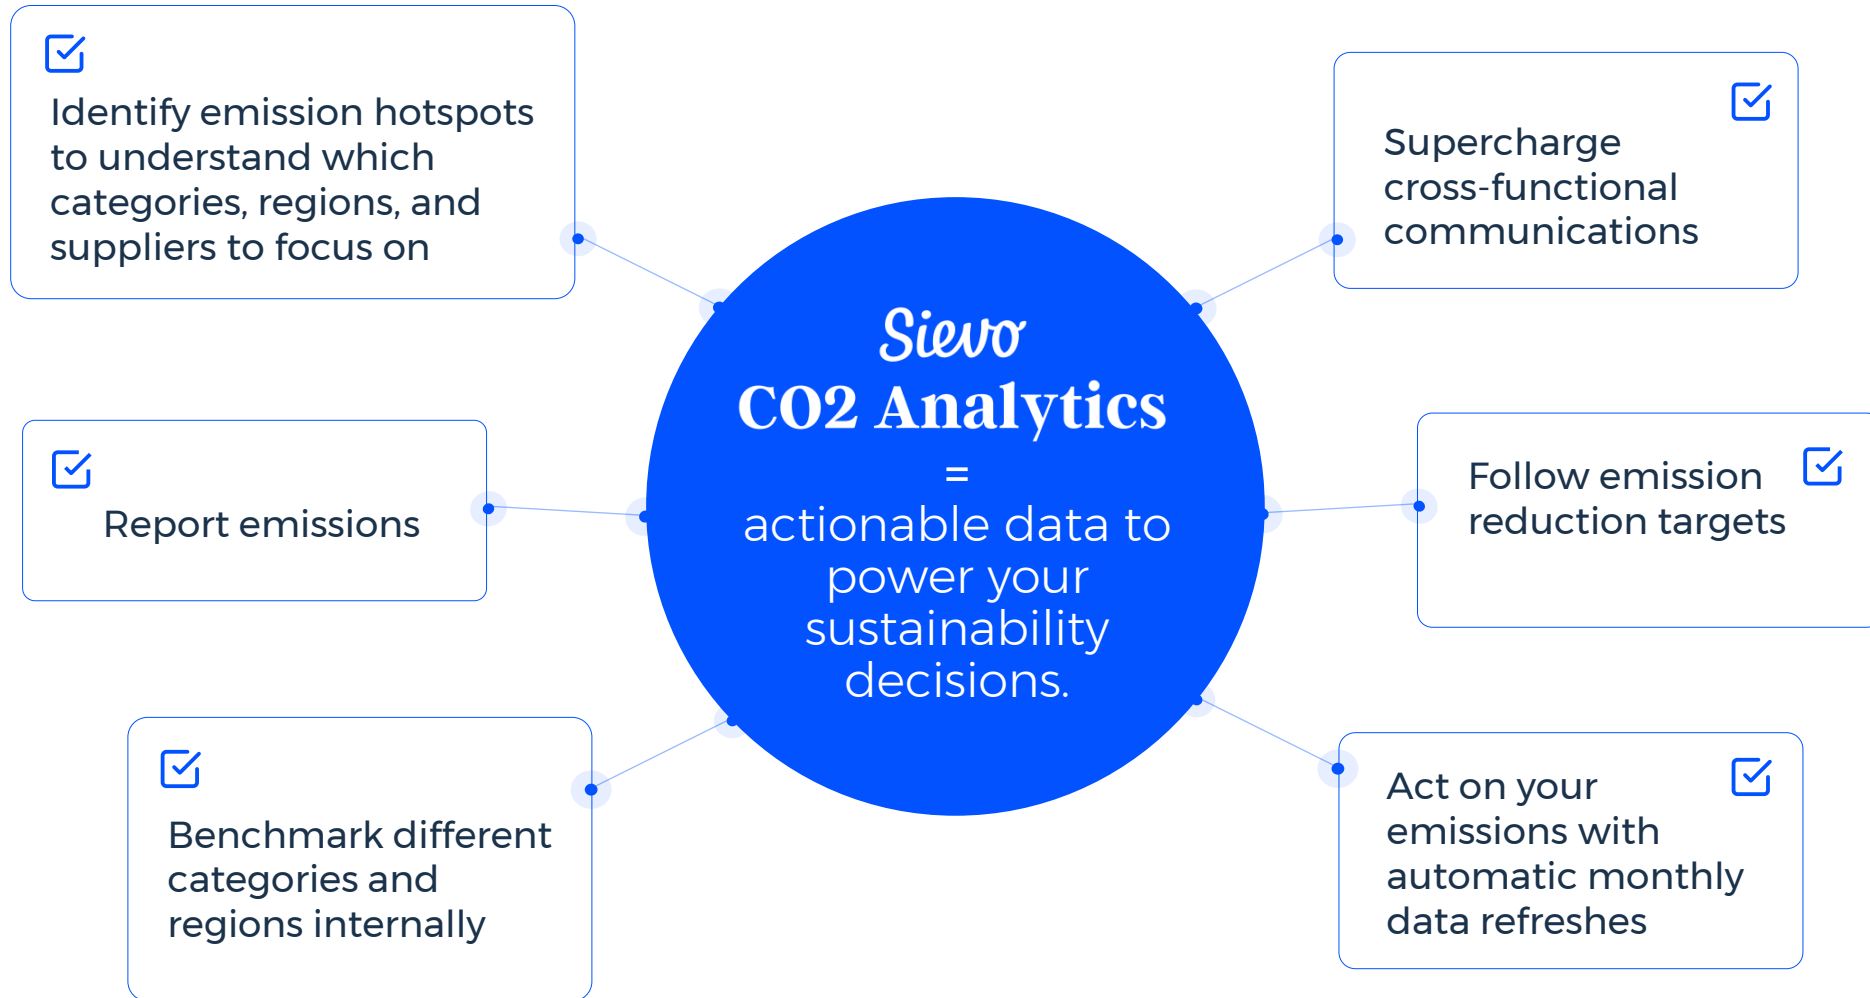 Identify emission hotspots
to understand which
categories, regions, and
suppliers to focus on
Report emissions
Benchmark different
categories and
regions internally
Sievo
CO2 Analytics
=
actionable data to
power your
sustainability
decisions.
Supercharge
cross-functional
communications
Follow emission
reduction targets
Act on your
emissions with
automatic monthly
data refreshes